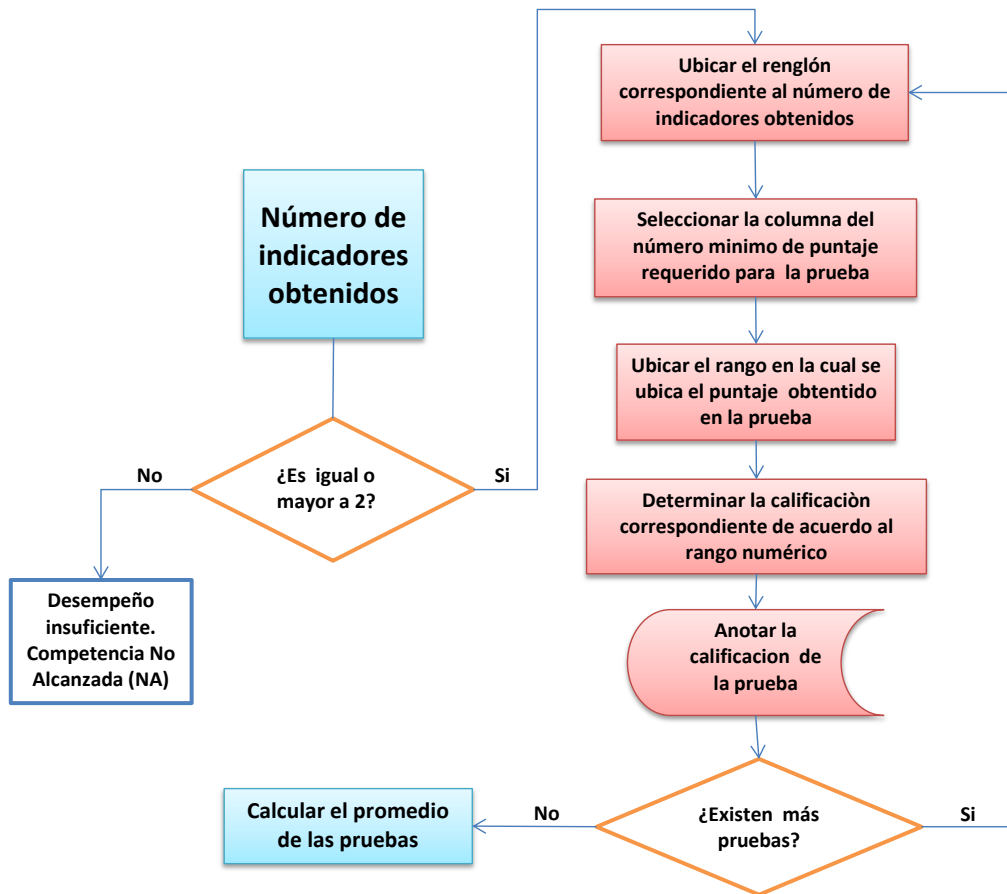 Ubicar el renglón
correspondiente al número de
indicadores obtenidos
Número de
indicadores
obtenidos
Seleccionar la columna del
número minimo de puntaje
requerido para la prueba
Ubicar el rango en la cual se
ubica el puntaje obtentido
en la prueba
No
¿Es igual o
mayor a 2?
Si
Determinar la calificaciòn
correspondiente de acuerdo al
rango numérico
Desempeño
insuficiente.
Competencia No
Alcanzada (NA)
Anotar la
calificacion de
la prueba
Calcular el promedio
de las pruebas
No
¿Existen más
pruebas?
Si